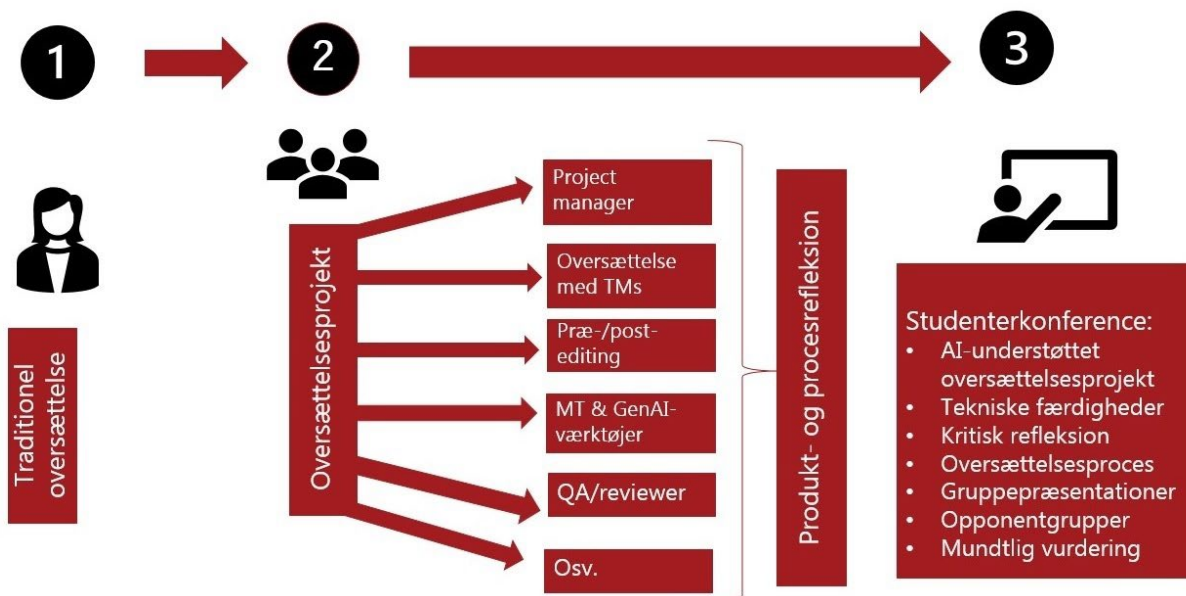 1
2
3
Traditionel
oversættelse
Oversættelsesprojekt
Project
manager
Oversættelse
med TMs
Præ-/post-
editing
MT & GenAI-
værktøjer
QA/reviewer
Osv.
Produkt- og procesrefleksion
Studenterkonference:
• AI-understøttet
oversættelsesprojekt
• Tekniske færdigheder
• Kritisk refleksion
• Oversættelsesproces
• Gruppepræsentationer
• Opponentgrupper
• Mundtlig vurdering